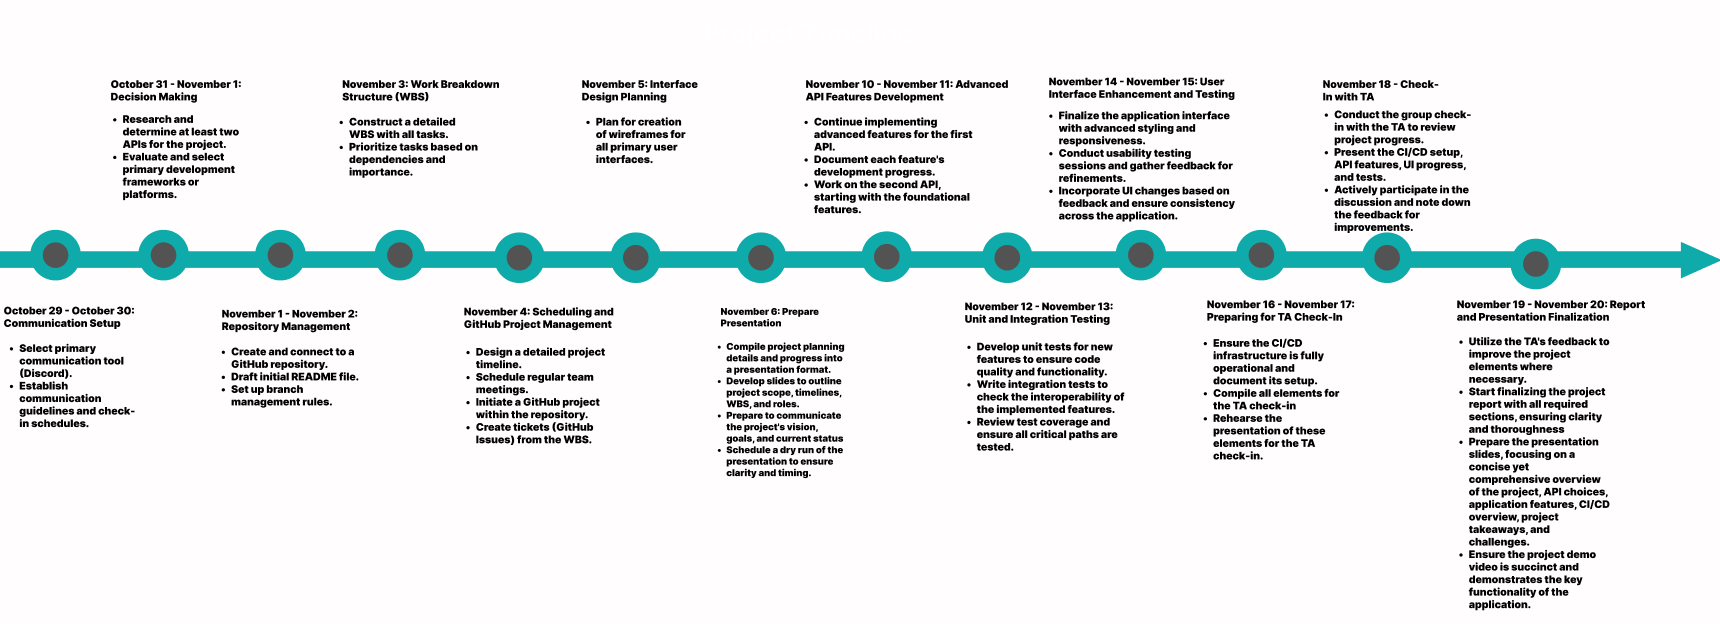 October 31 - November 1:
Decision Making
• Research and
determine at least two
APIs for the project.
• Evaluate and select
primary development
frameworks or
platforms.
November 3: Work Breakdown
Structure (WBS)
• Construct a detailed
WBS with all tasks.
• Prioritize tasks based on
dependencies and
importance.
November 5: Interface
Design Planning
• Plan for creation
of wireframes for
all primary user
interfaces.
November 10 - November 11: Advanced
API Features Development
• Continue implementing
advanced features for the first
API.
• Document each feature's
development progress.
• Work on the second API,
starting with the foundational
features.
November 14 - November 15: User
Interface Enhancement and Testing
• Finalize the application interface
with advanced styling and
responsiveness.
• Conduct usability testing
sessions and gather feedback for
refinements.
• Incorporate UI changes based on
feedback and ensure consistency
across the application.
November 18 - Check-
In with TA
• Conduct the group check-
in with the TA to review
project progress.
• Present the CI/CD setup,
API features, UI progress,
and tests.
• Actively participate in the
discussion and note down
the feedback for
improvements.
October 29 - October 30:
Communication Setup
• Select primary
communication tool
(Discord).
• Establish
communication
guidelines and check-
in schedules.
November 1 - November 2:
Repository Management
• Create and connect to a
GitHub repository.
• Draft initial README file.
• Set up branch
management rules.
November 4: Scheduling and
GitHub Project Management
• Design a detailed project
timeline.
• Schedule regular team
meetings.
• Initiate a GitHub project
within the repository.
• Create tickets (GitHub
Issues) from the WBS.
November 6: Prepare
Presentation
• Compile project planning
details and progress into
a presentation format.
• Develop slides to outline
project scope, timelines,
WBS, and roles.
• Prepare to communicate
the project's vision,
goals, and current status
• Schedule a dry run of the
presentation to ensure
clarity and timing.
November 12 - November 13:
Unit and Integration Testing
• Develop unit tests for new
features to ensure code
quality and functionality.
• Write integration tests to
check the interoperability of
the implemented features.
• Review test coverage and
ensure all critical paths are
tested.
November 16 - November 17:
Preparing for TA Check-In
• Ensure the CI/CD
infrastructure is fully
operational and
document its setup.
• Compile all elements for
the TA check-in
• Rehearse the
presentation of these
elements for the TA
check-in.
November 19 - November 20: Report
and Presentation Finalization
• Utilize the TA's feedback to
improve the project
elements where
necessary.
• Start finalizing the project
report with all required
sections, ensuring clarity
and thoroughness
• Prepare the presentation
slides, focusing on a
concise yet
comprehensive overview
of the project, API choices,
application features, CI/CD
overview, project
takeaways, and
challenges.
• Ensure the project demo
video is succinct and
demonstrates the key
functionality of the
application.